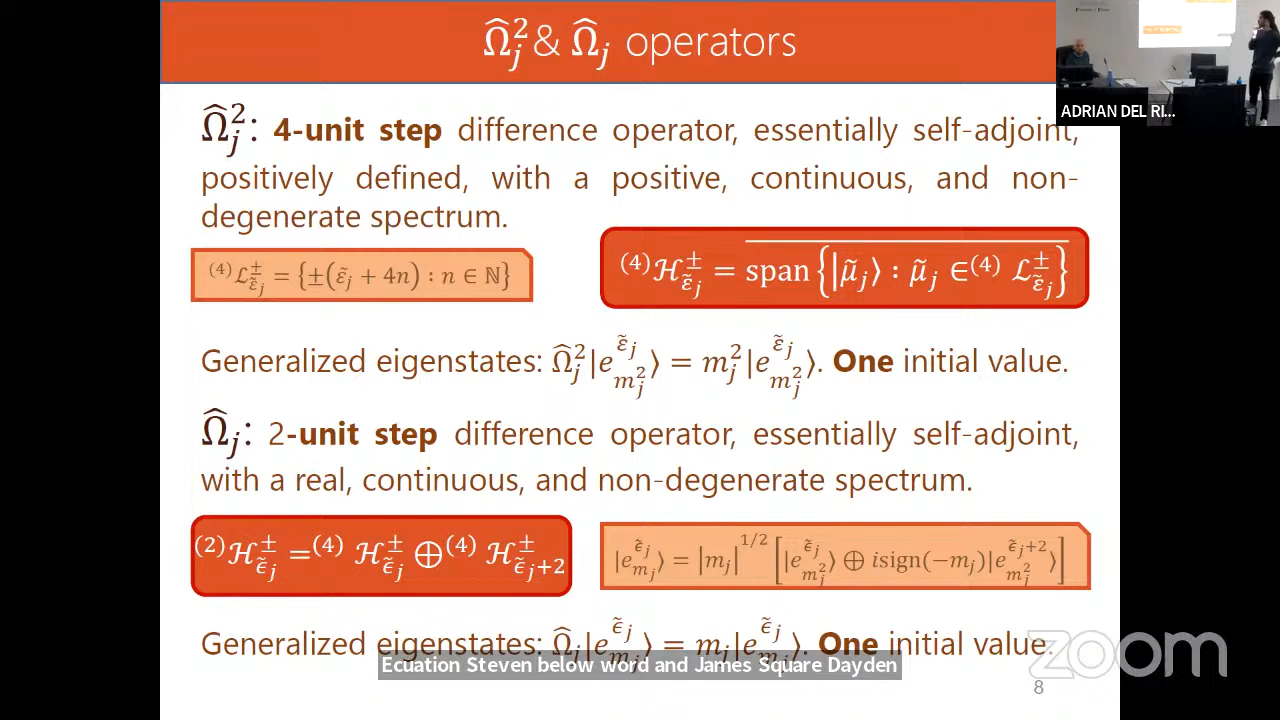 Ω̂²ⱼ & Ω̂ⱼ operators
ADRIAN DEL RI...
Ω̂²ⱼ: 4-unit step difference operator, essentially self-adjoint,
positively defined, with a positive, continuous, and non-
degenerate spectrum.
⁽⁴⁾ℒ^±_{ε̃ⱼ} = {±(ε̃ⱼ + 4n) : n ∈ ℕ}
⁽⁴⁾ℋ^±_{ε̃ⱼ} = \overline{span{|μ̃ⱼ⟩ : μ̃ⱼ ∈ ⁽⁴⁾ ℒ^±_{ε̃ⱼ}}}
Generalized eigenstates: Ω̂²ⱼ|e^{ε̃ⱼ}_{m²ⱼ}⟩ = m²ⱼ|e^{ε̃ⱼ}_{m²ⱼ}⟩. One initial value.
Ω̂ⱼ: 2-unit step difference operator, essentially self-adjoint,
with a real, continuous, and non-degenerate spectrum.
⁽²⁾ℋ^±_{ϵ̃ⱼ} = ⁽⁴⁾ ℋ^±_{ϵ̃ⱼ} ⊕ ⁽⁴⁾ ℋ^±_{ϵ̃ⱼ+2}
|e^{ε̃ⱼ}_{mⱼ}⟩ = |mⱼ|^{1/2} [|e^{ε̃ⱼ}_{m²ⱼ}⟩ ⊕ isign(−mⱼ)|e^{ε̃ⱼ+2}_{m²ⱼ}⟩]
Generalized eigenstates: Ω̂ⱼ|e^{ϵ̃ⱼ}_{mⱼ}⟩ = mⱼ|e^{ϵ̃ⱼ}_{mⱼ}⟩. One initial value.
Ecuation Steven below word and James Square Dayden
zoom
8